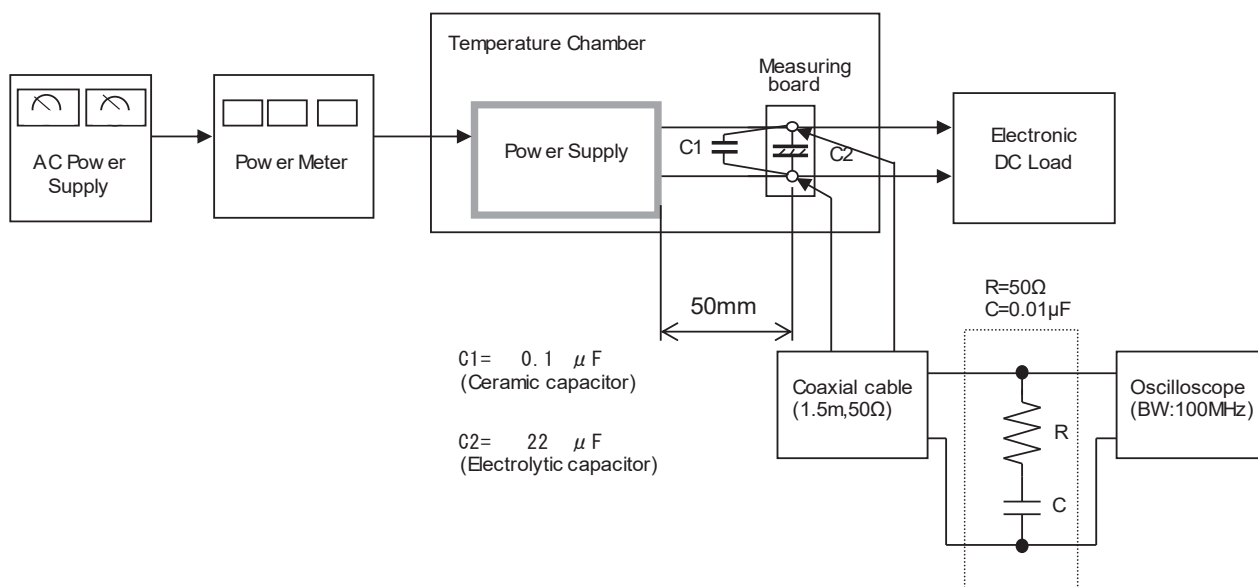 Temperature Chamber
Measuring
board
AC Power
Supply
Power Meter
Power Supply
C1
C2
Electronic
DC Load
50mm
R=50Ω
C=0.01µF
C1= 0.1 μF
(Ceramic capacitor)
C2= 22 μF
(Electrolytic capacitor)
Coaxial cable
(1.5m,50Ω)
R
C
Oscilloscope
(BW:100MHz)